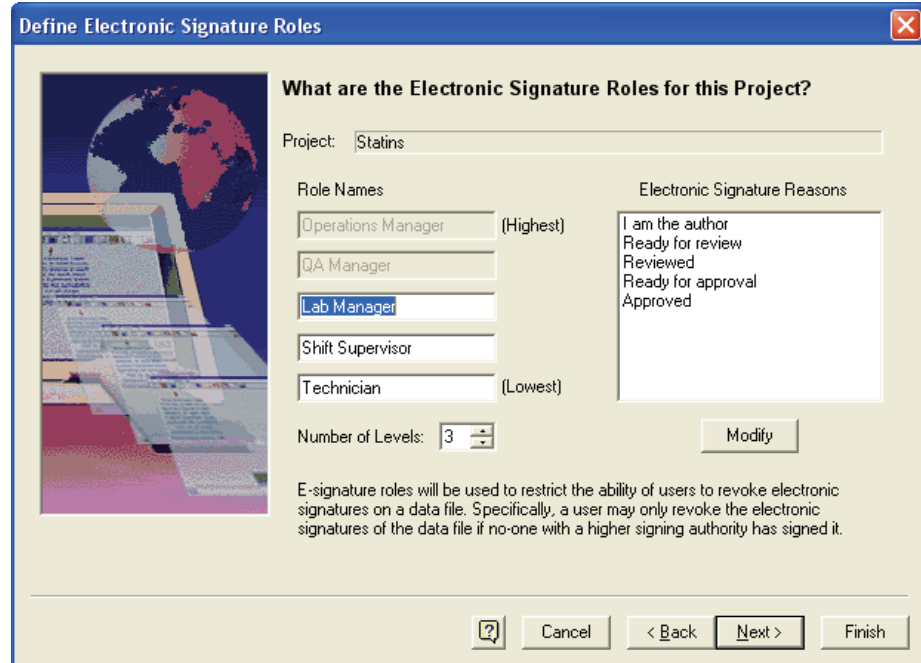 Define Electronic Signature Roles
What are the Electronic Signature Roles for this Project?
Project: Statins
Role Names
Electronic Signature Reasons
Operations Manager (Highest)
QA Manager
Lab Manager
Shift Supervisor
Technician (Lowest)
I am the author
Ready for review
Reviewed
Ready for approval
Approved
Number of Levels: 3
Modify
E-signature roles will be used to restrict the ability of users to revoke electronic
signatures on a data file. Specifically, a user may only revoke the electronic
signatures of the data file if no-one with a higher signing authority has signed it.
? Cancel < Back Next > Finish